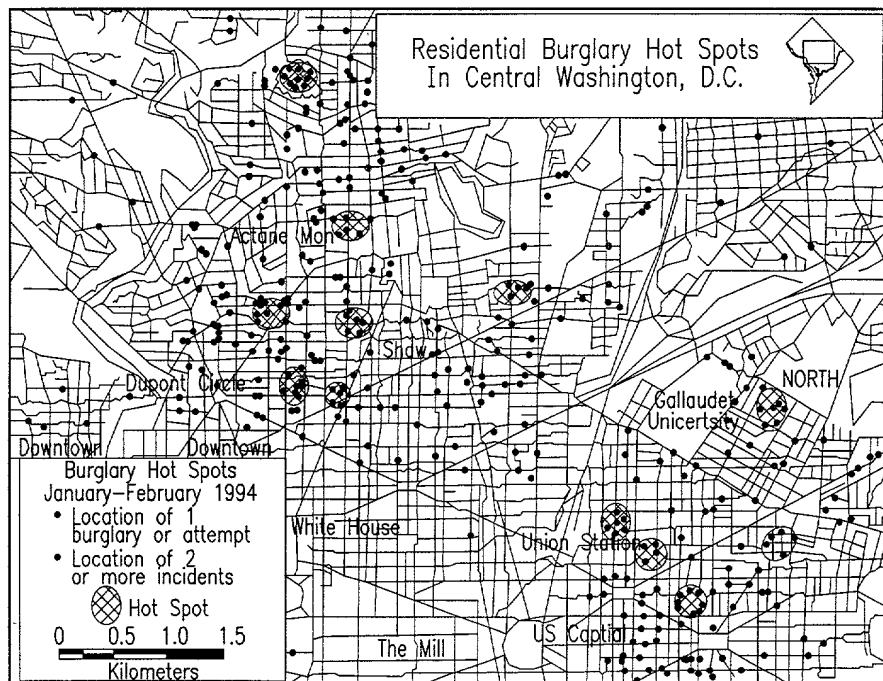 Residential Burglary Hot Spots
In Central Washington, D.C.
Actane Mon
Shaw
Dupont Circle
NORTH
Gallaudet
Unicertsity
Downtown
Downtown
Burglary Hot Spots
January-February 1994
Location of 1
burglary or attempt
Location of 2
or more incidents
Hot Spot
0 0.5 1.0 1.5
Kilometers
White House
Union Station
The Mill
US Captial